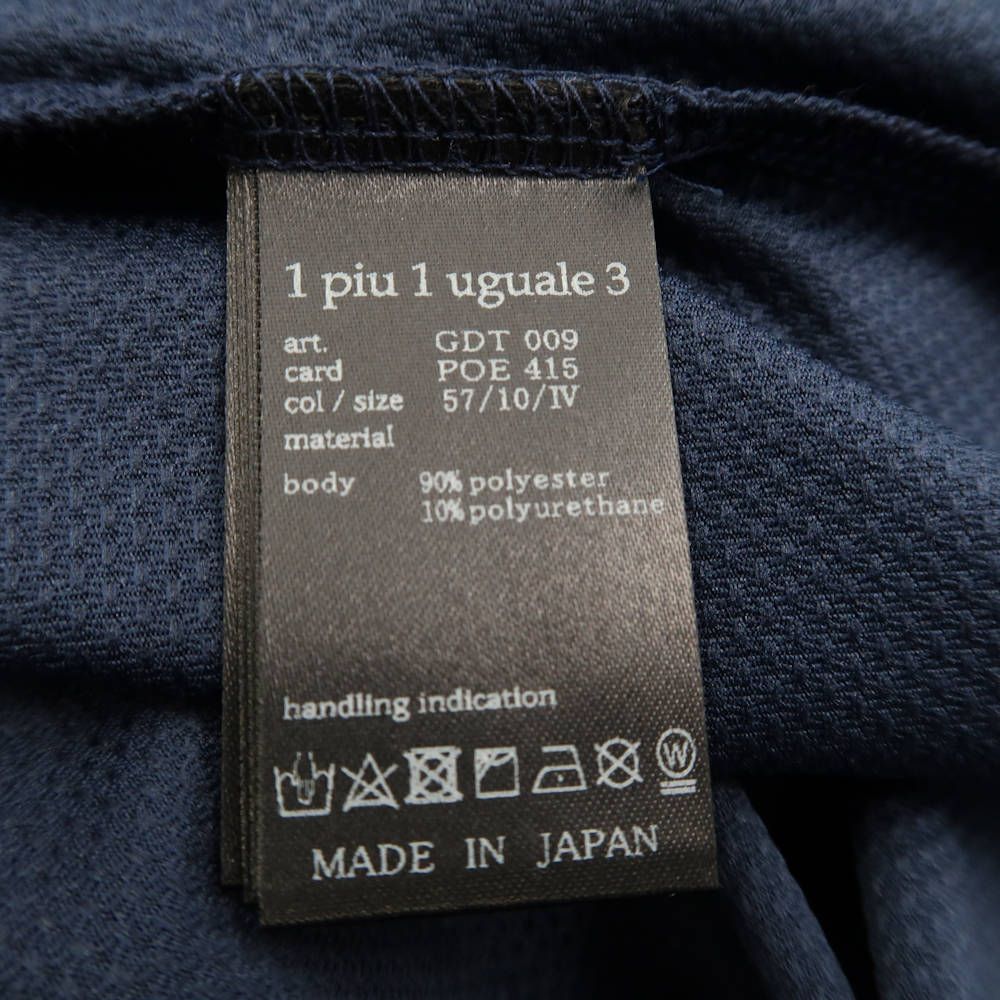 1 piu 1 uguale 3
art. GDT 009
card POE 415
col / size 57/10/IV
material
body 90% polyester
10% polyurethane
handling indication
W
MADE IN JAPAN